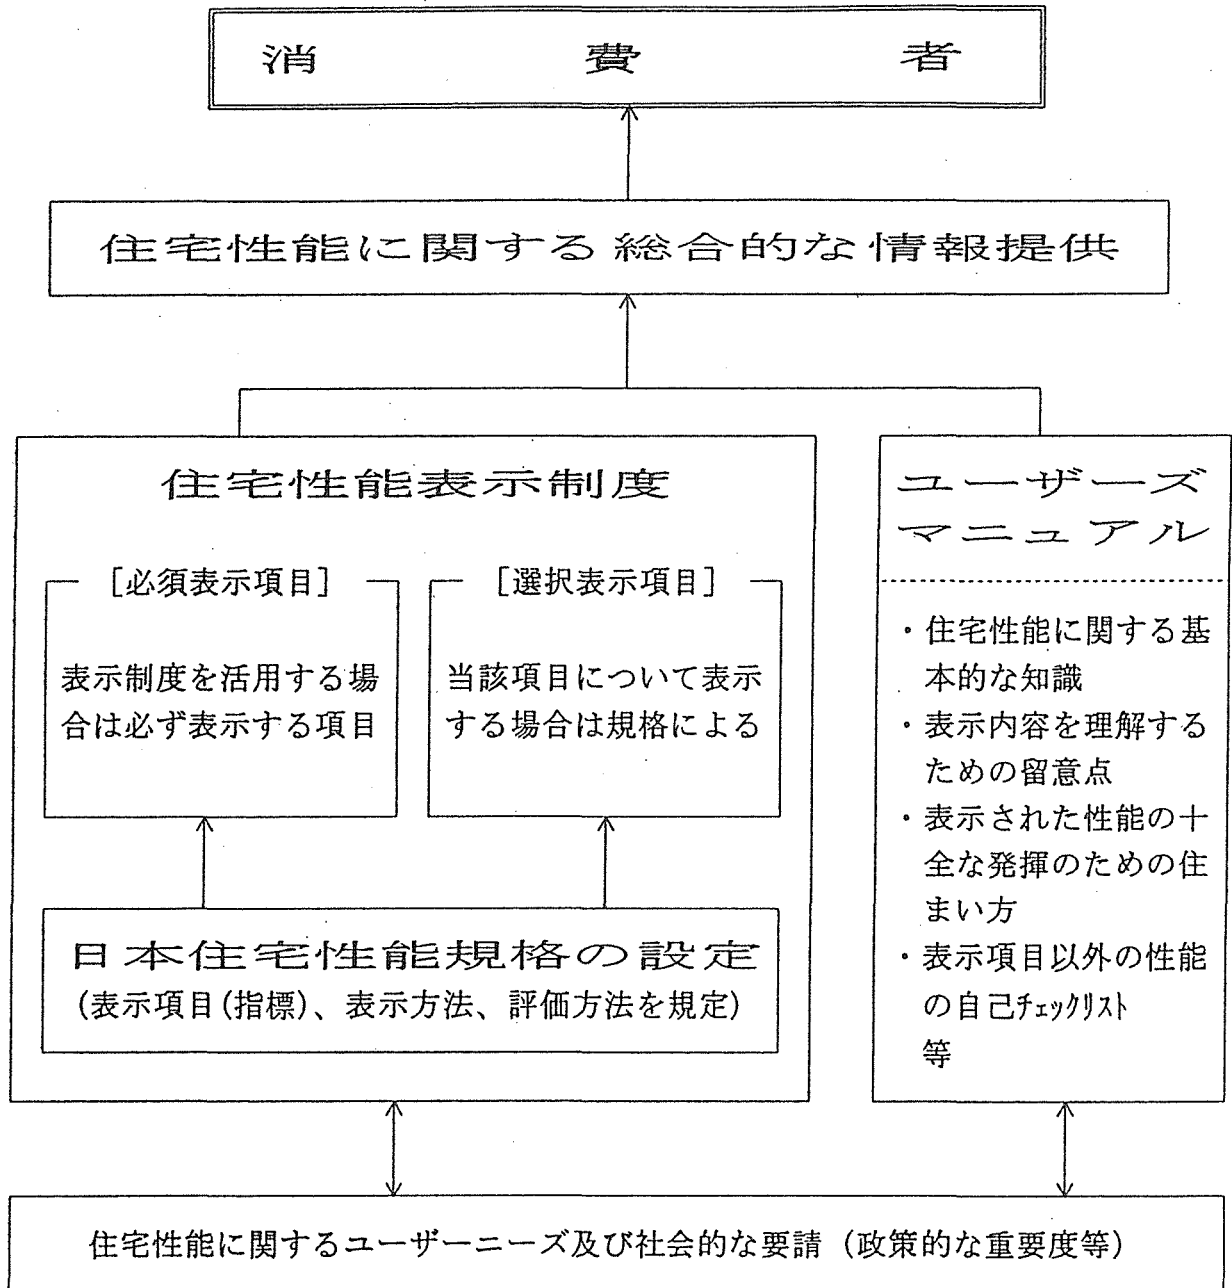 消費者
住宅性能に関する総合的な情報提供
住宅性能表示制度
［必須表示項目］
表示制度を活用する場
合は必ず表示する項目
［選択表示項目］
当該項目について表示
する場合は規格による
日本住宅性能規格の設定
(表示項目(指標)、表示方法、評価方法を規定)
ユーザーズ
マニュアル
・住宅性能に関する基
本的な知識
・表示内容を理解する
ための留意点
・表示された性能の十
全な発揮のための住
まい方
・表示項目以外の性能
の自己ﾁｪｯｸﾘｽﾄ
等
住宅性能に関するユーザーニーズ及び社会的な要請（政策的な重要度等）